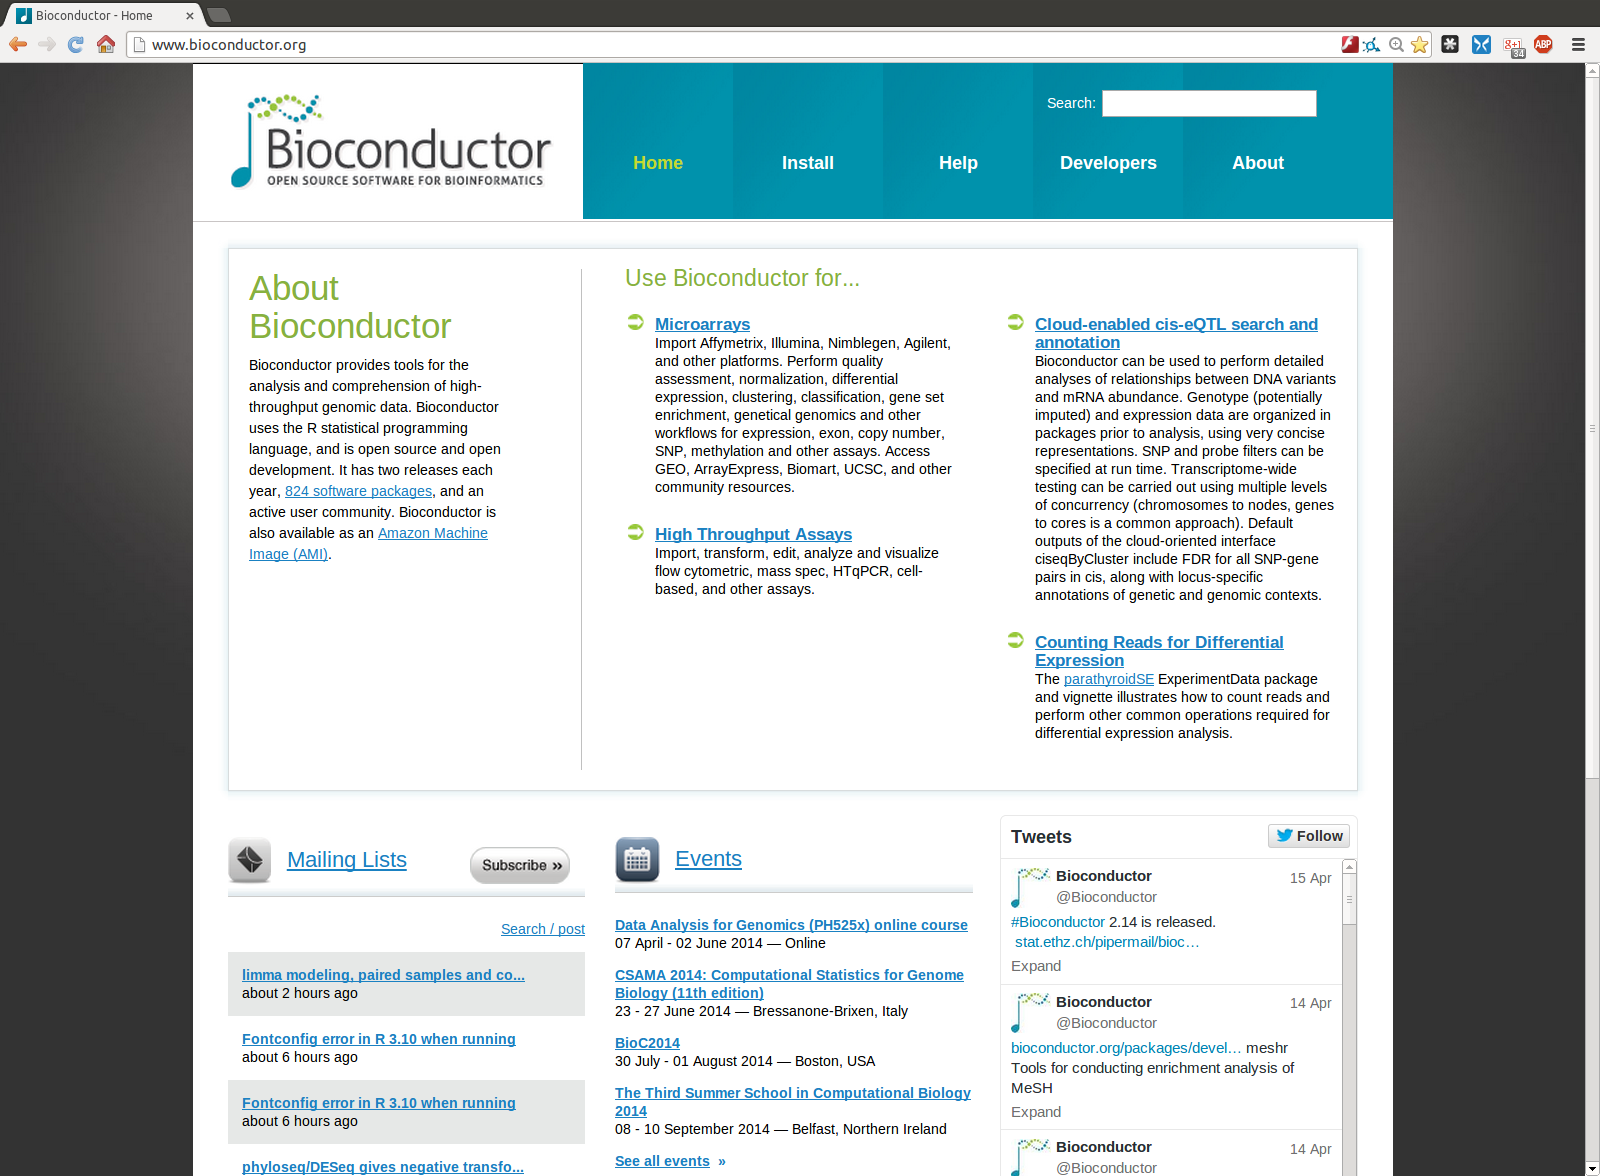 Bioconductor - Home
www.bioconductor.org
34
ABP
Bioconductor
OPEN SOURCE SOFTWARE FOR BIOINFORMATICS
Search:
Home
Install
Help
Developers
About
About
Bioconductor
Bioconductor provides tools for the
analysis and comprehension of high-
throughput genomic data. Bioconductor
uses the R statistical programming
language, and is open source and open
development. It has two releases each
year, 824 software packages, and an
active user community. Bioconductor is
also available as an Amazon Machine
Image (AMI).
Use Bioconductor for...
Microarrays
Import Affymetrix, Illumina, Nimblegen, Agilent,
and other platforms. Perform quality
assessment, normalization, differential
expression, clustering, classification, gene set
enrichment, genetical genomics and other
workflows for expression, exon, copy number,
SNP, methylation and other assays. Access
GEO, ArrayExpress, Biomart, UCSC, and other
community resources.
High Throughput Assays
Import, transform, edit, analyze and visualize
flow cytometric, mass spec, HTqPCR, cell-
based, and other assays.
Cloud-enabled cis-eQTL search and
annotation
Bioconductor can be used to perform detailed
analyses of relationships between DNA variants
and mRNA abundance. Genotype (potentially
imputed) and expression data are organized in
packages prior to analysis, using very concise
representations. SNP and probe filters can be
specified at run time. Transcriptome-wide
testing can be carried out using multiple levels
of concurrency (chromosomes to nodes, genes
to cores is a common approach). Default
outputs of the cloud-oriented interface
ciseqByCluster include FDR for all SNP-gene
pairs in cis, along with locus-specific
annotations of genetic and genomic contexts.
Counting Reads for Differential
Expression
The parathyroidSE ExperimentData package
and vignette illustrates how to count reads and
perform other common operations required for
differential expression analysis.
Mailing Lists
Subscribe »
Search / post
limma modeling, paired samples and co...
about 2 hours ago
Fontconfig error in R 3.10 when running
about 6 hours ago
Fontconfig error in R 3.10 when running
about 6 hours ago
phyloseq/DESeq gives negative transfo...
Events
Data Analysis for Genomics (PH525x) online course
07 April - 02 June 2014 — Online
CSAMA 2014: Computational Statistics for Genome
Biology (11th edition)
23 - 27 June 2014 — Bressanone-Brixen, Italy
BioC2014
30 July - 01 August 2014 — Boston, USA
The Third Summer School in Computational Biology
2014
08 - 10 September 2014 — Belfast, Northern Ireland
See all events »
Tweets
Follow
Bioconductor 15 Apr
@Bioconductor
#Bioconductor 2.14 is released.
stat.ethz.ch/pipermail/bioc…
Expand
Bioconductor 14 Apr
@Bioconductor
bioconductor.org/packages/devel… meshr
Tools for conducting enrichment analysis of
MeSH
Expand
Bioconductor 14 Apr
@Bioconductor